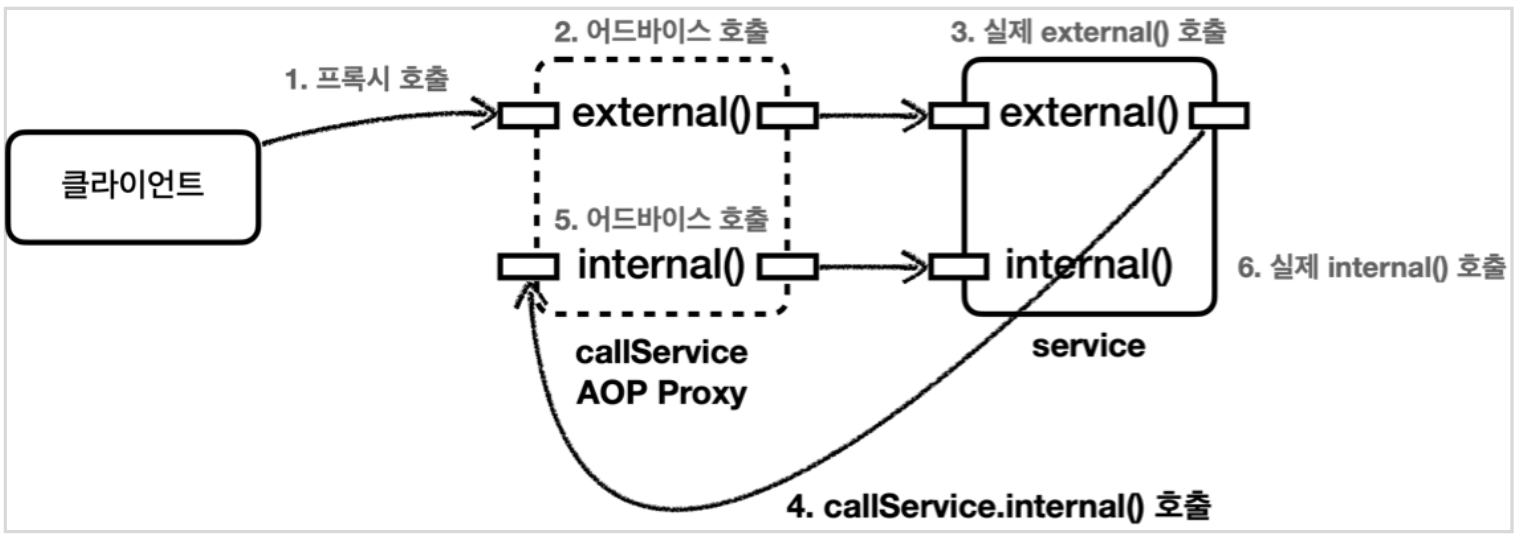 2. 어드바이스 호출
3. 실제 external() 호출
1. 프록시 호출
external()
external()
클라이언트
5. 어드바이스 호출
internal()
internal()
6. 실제 internal() 호출
callService
AOP Proxy
service
4. callService.internal() 호출